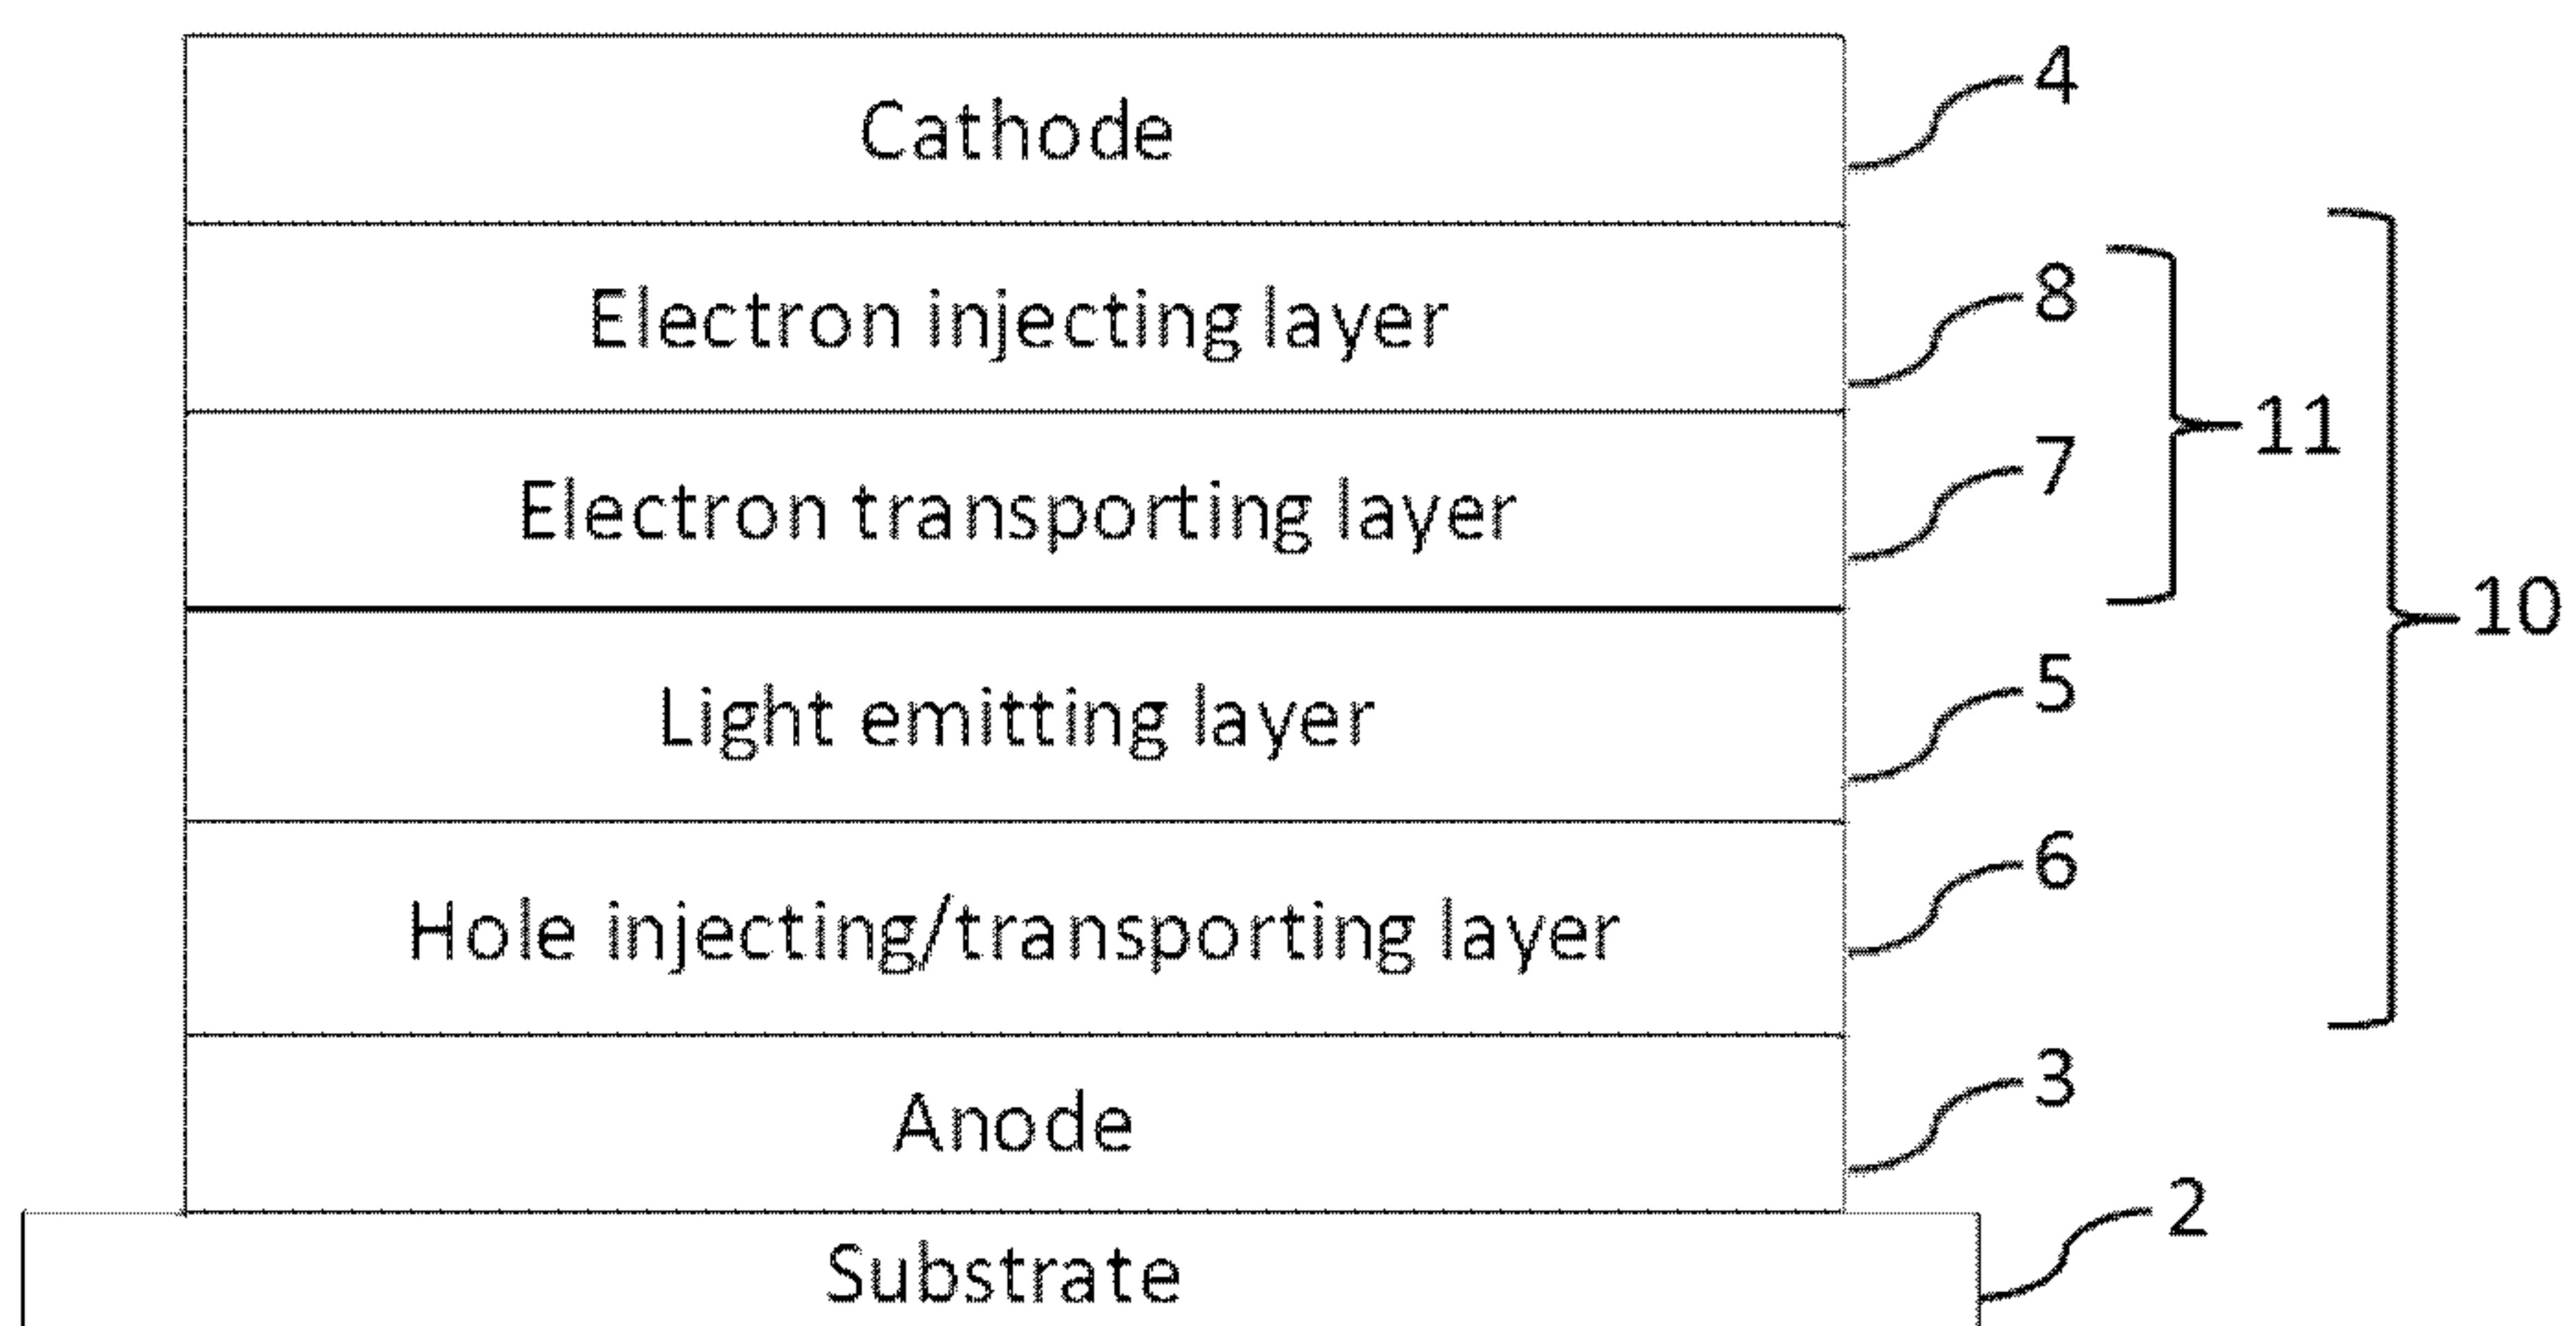 Cathode
4
Electron injecting layer
8
11
Electron transporting layer
7
10
Light emitting layer
5
Hole injecting/transporting layer
6
Anode
3
2
Substrate